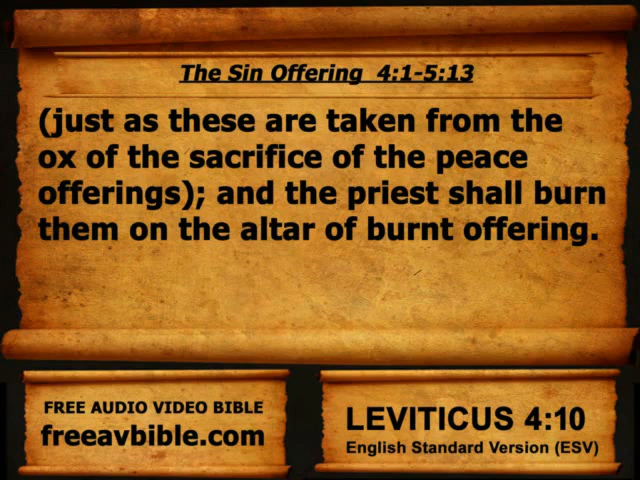 The Sin Offering  4:1-5:13
(just as these are taken from the
ox of the sacrifice of the peace
offerings); and the priest shall burn
them on the altar of burnt offering.
FREE AUDIO VIDEO BIBLE
freeavbible.com
LEVITICUS 4:10
English Standard Version (ESV)